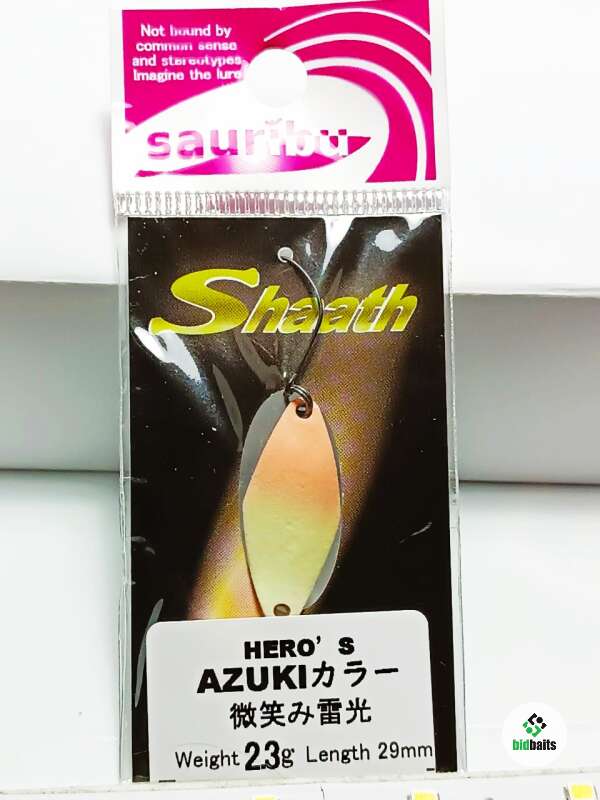 Not bound by
common sense
and stereotypes.
Imagine the lure
sauribu
Shaath
HERO'S
AZUKIカラー
微笑み雷光
Weight 2.3g Length 29mm
bidbaits